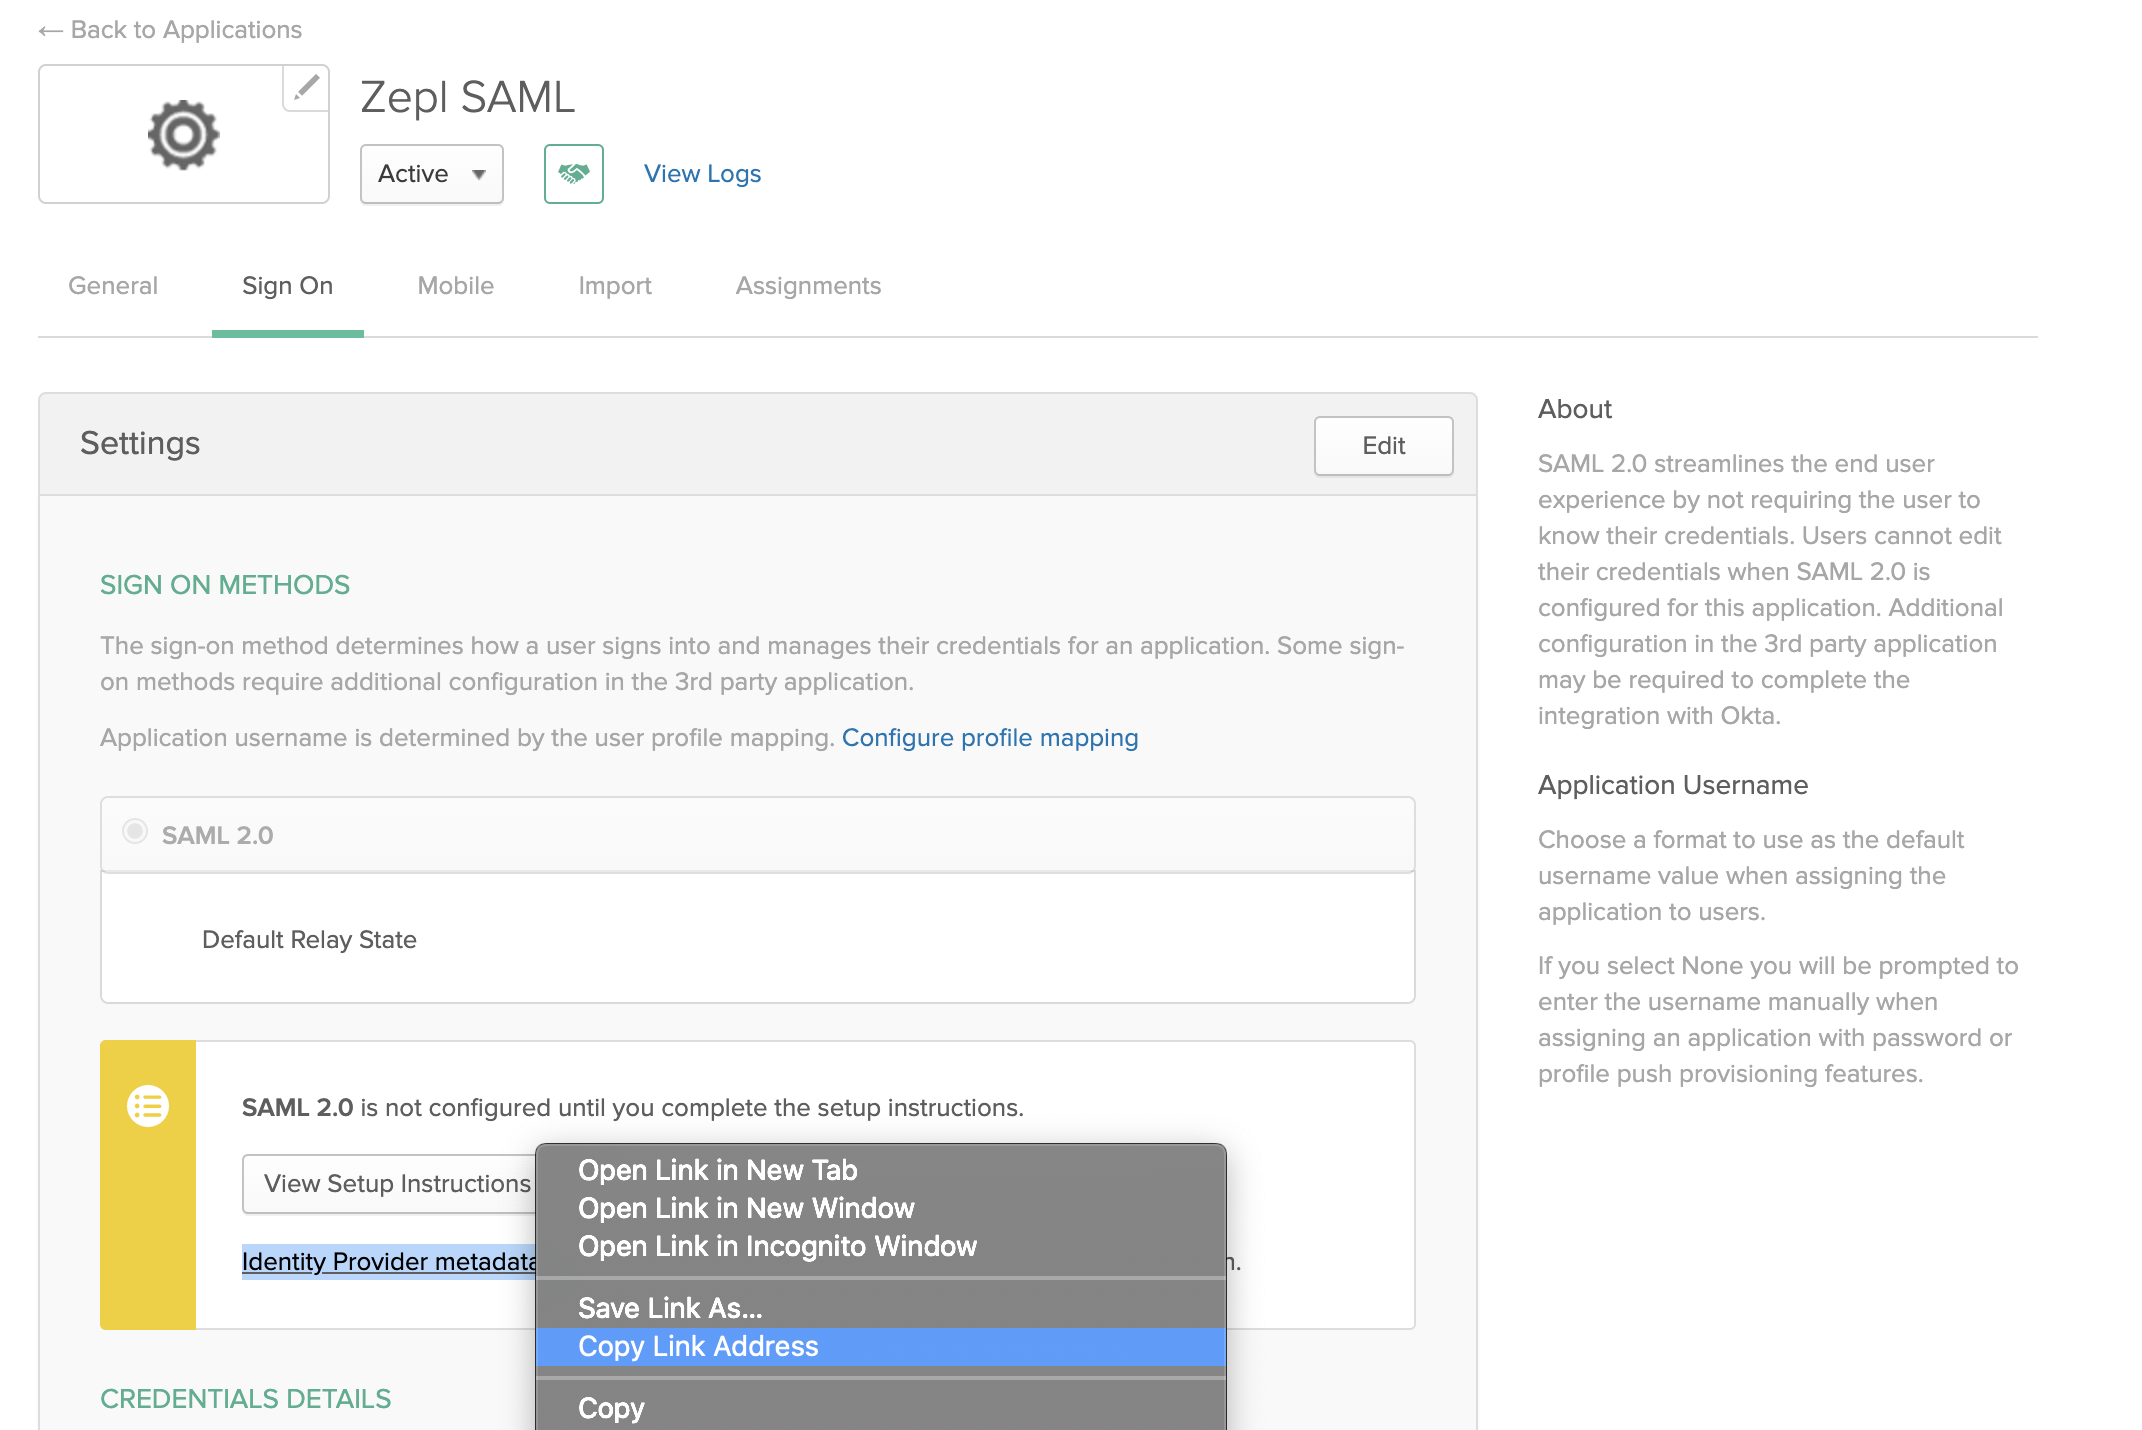 ← Back to Applications
Zepl SAML
Active
View Logs
General
Sign On
Mobile
Import
Assignments
Settings
Edit
SIGN ON METHODS
The sign-on method determines how a user signs into and manages their credentials for an application. Some sign-
on methods require additional configuration in the 3rd party application.
Application username is determined by the user profile mapping. Configure profile mapping
SAML 2.0
Default Relay State
SAML 2.0 is not configured until you complete the setup instructions.
View Setup Instructions
Identity Provider metadata
Open Link in New Tab
Open Link in New Window
Open Link in Incognito Window
Save Link As...
Copy Link Address
Copy
CREDENTIALS DETAILS
About
SAML 2.0 streamlines the end user
experience by not requiring the user to
know their credentials. Users cannot edit
their credentials when SAML 2.0 is
configured for this application. Additional
configuration in the 3rd party application
may be required to complete the
integration with Okta.
Application Username
Choose a format to use as the default
username value when assigning the
application to users.
If you select None you will be prompted to
enter the username manually when
assigning an application with password or
profile push provisioning features.